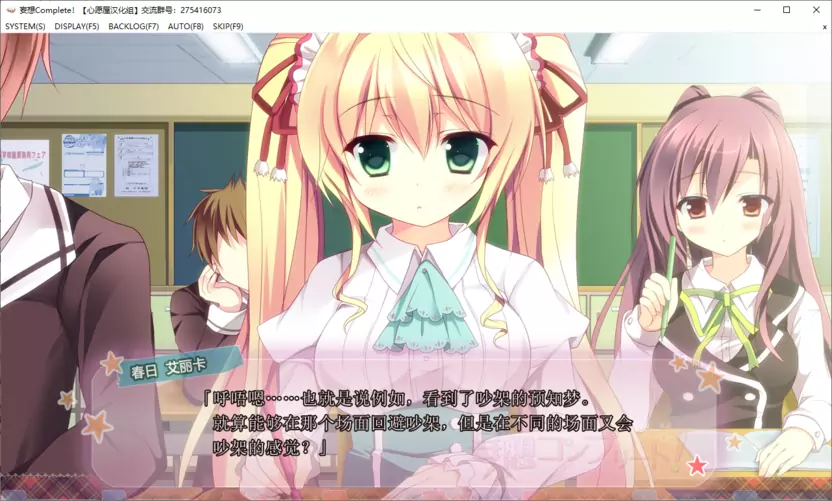 妄想Complete！【心愿屋汉化组】交流群号：275416073
SYSTEM(S) DISPLAY(F5) BACKLOG(F7) AUTO(F8) SKIP(F9)
春日 艾丽卡
「呼唔嗯……也就是说例如，看到了吵架的预知梦。
就算能够在那个场面回避吵架，但是在不同的场面又会
吵架的感觉？」